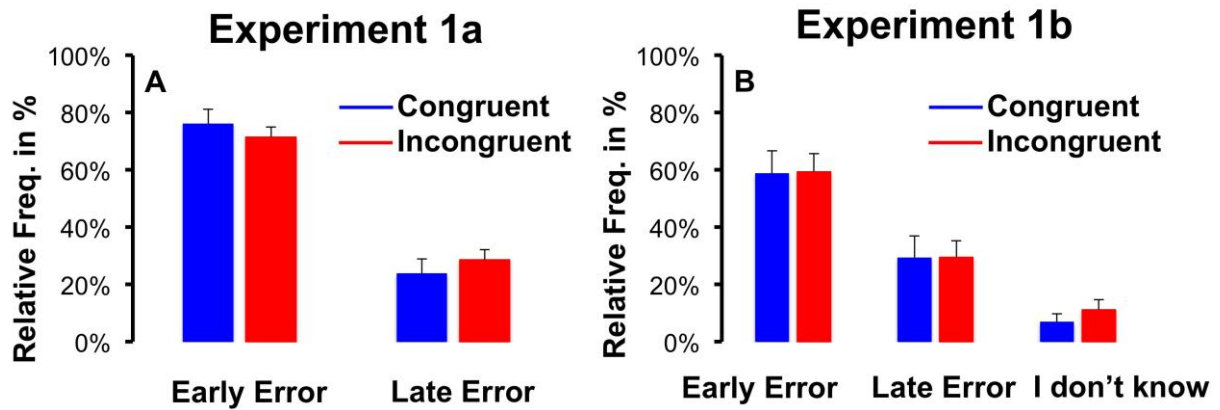 Experiment 1a
A
Relative Freq. in %
100%
80%
60%
40%
20%
0%
Congruent
Incongruent
Early Error
Late Error
Experiment 1b
B
Relative Freq. in %
100%
80%
60%
40%
20%
0%
Congruent
Incongruent
Early Error
Late Error
I don’t know